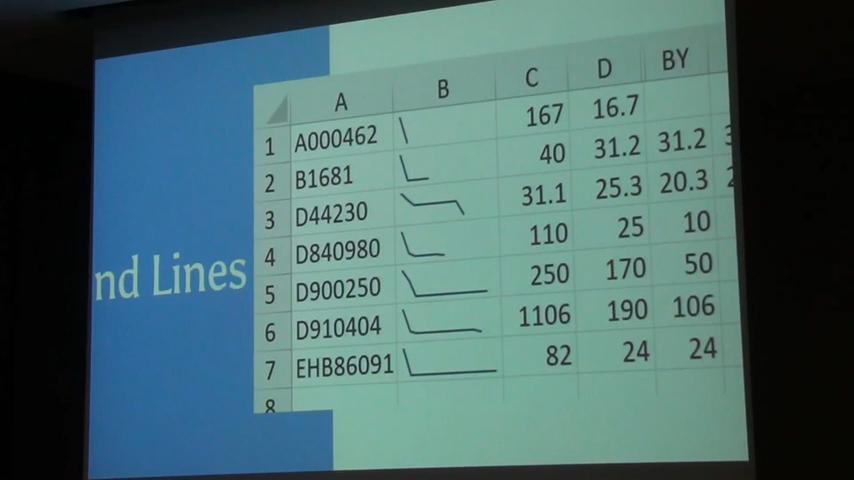 nd Lines
A B C D BY
1 A000462 167 16.7
2 B1681 40 31.2 31.2 3
3 D44230 31.1 25.3 20.3 2
4 D840980 110 25 10
5 D900250 250 170 50
6 D910404 1106 190 106
7 EHB86091 82 24 24
8